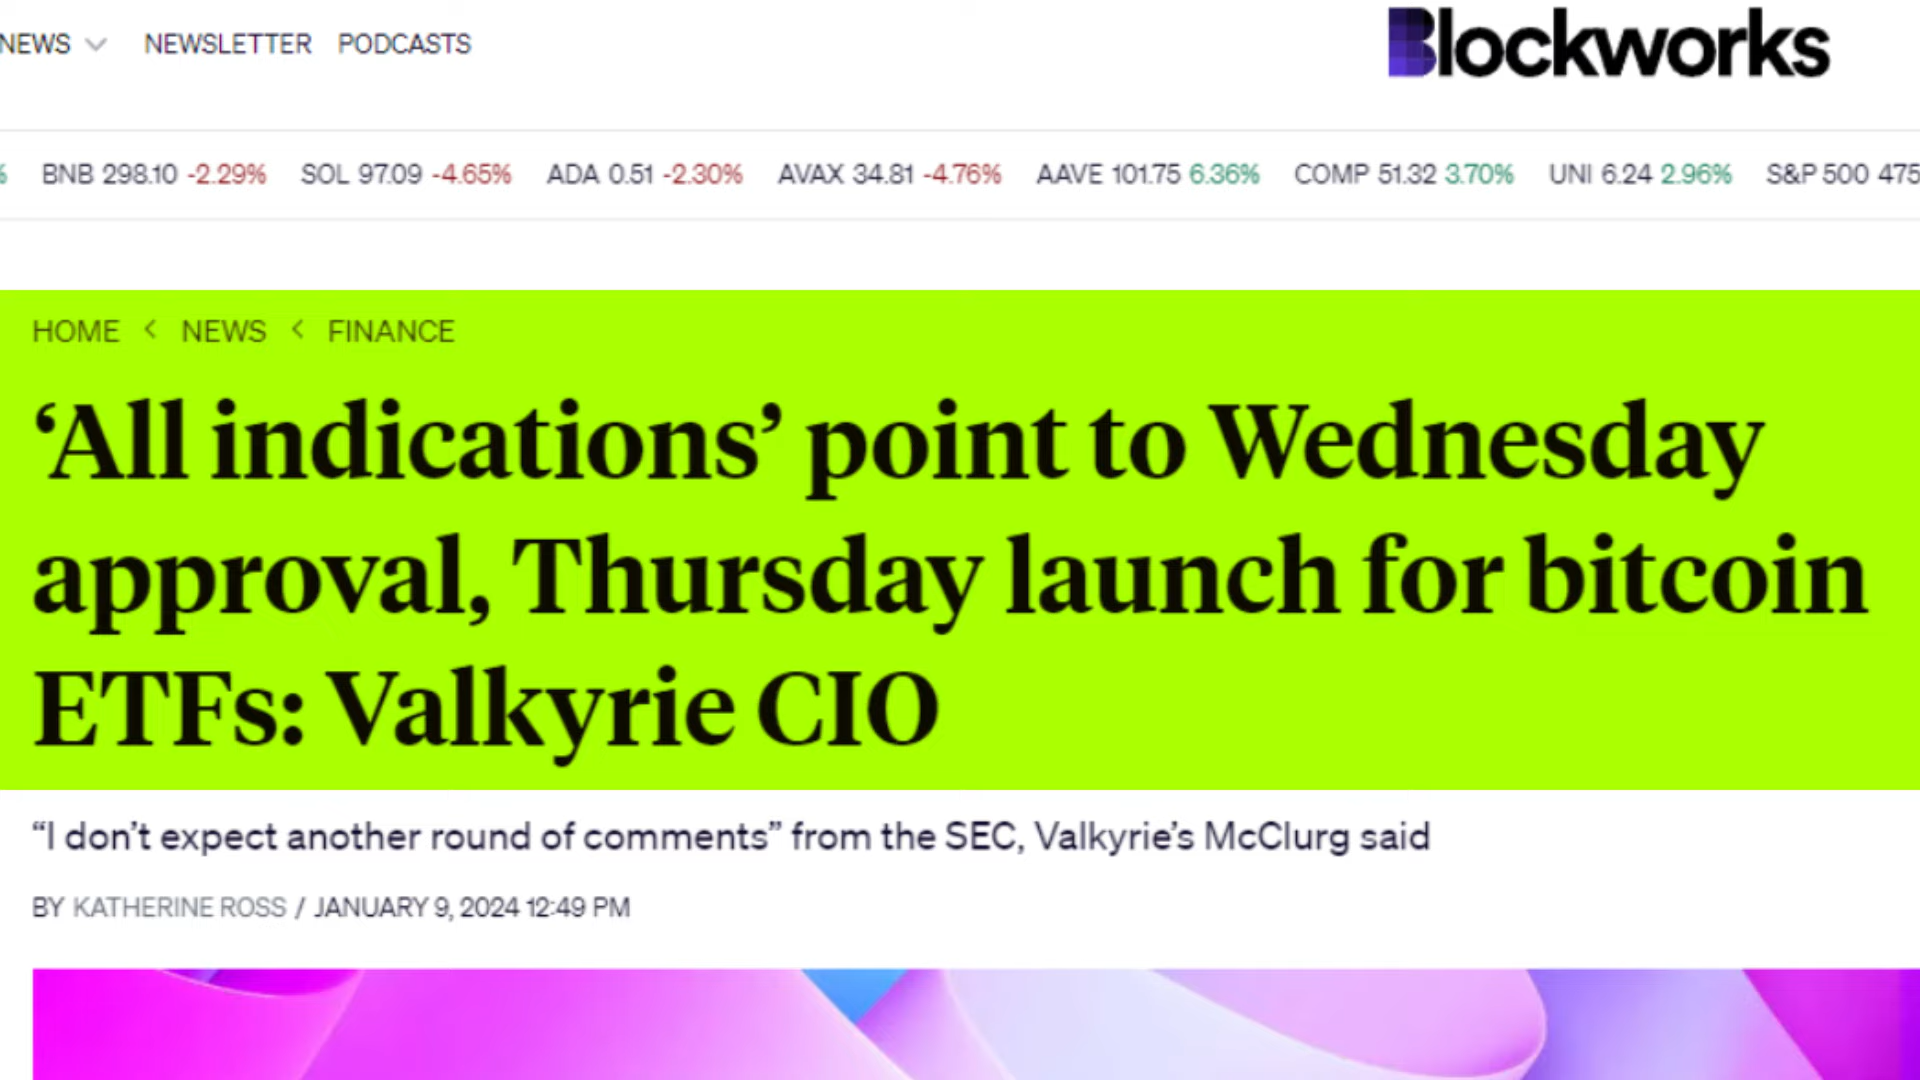 NEWS NEWSLETTER PODCASTS Blockworks
% BNB 298.10 -2.29% SOL 97.09 -4.65% ADA 0.51 -2.30% AVAX 34.81 -4.76% AAVE 101.75 6.36% COMP 51.32 3.70% UNI 6.24 2.96% S&P 500 475
HOME < NEWS < FINANCE
‘All indications’ point to Wednesday
approval, Thursday launch for bitcoin
ETFs: Valkyrie CIO
“I don’t expect another round of comments” from the SEC, Valkyrie’s McClurg said
BY KATHERINE ROSS / JANUARY 9, 2024 12:49 PM